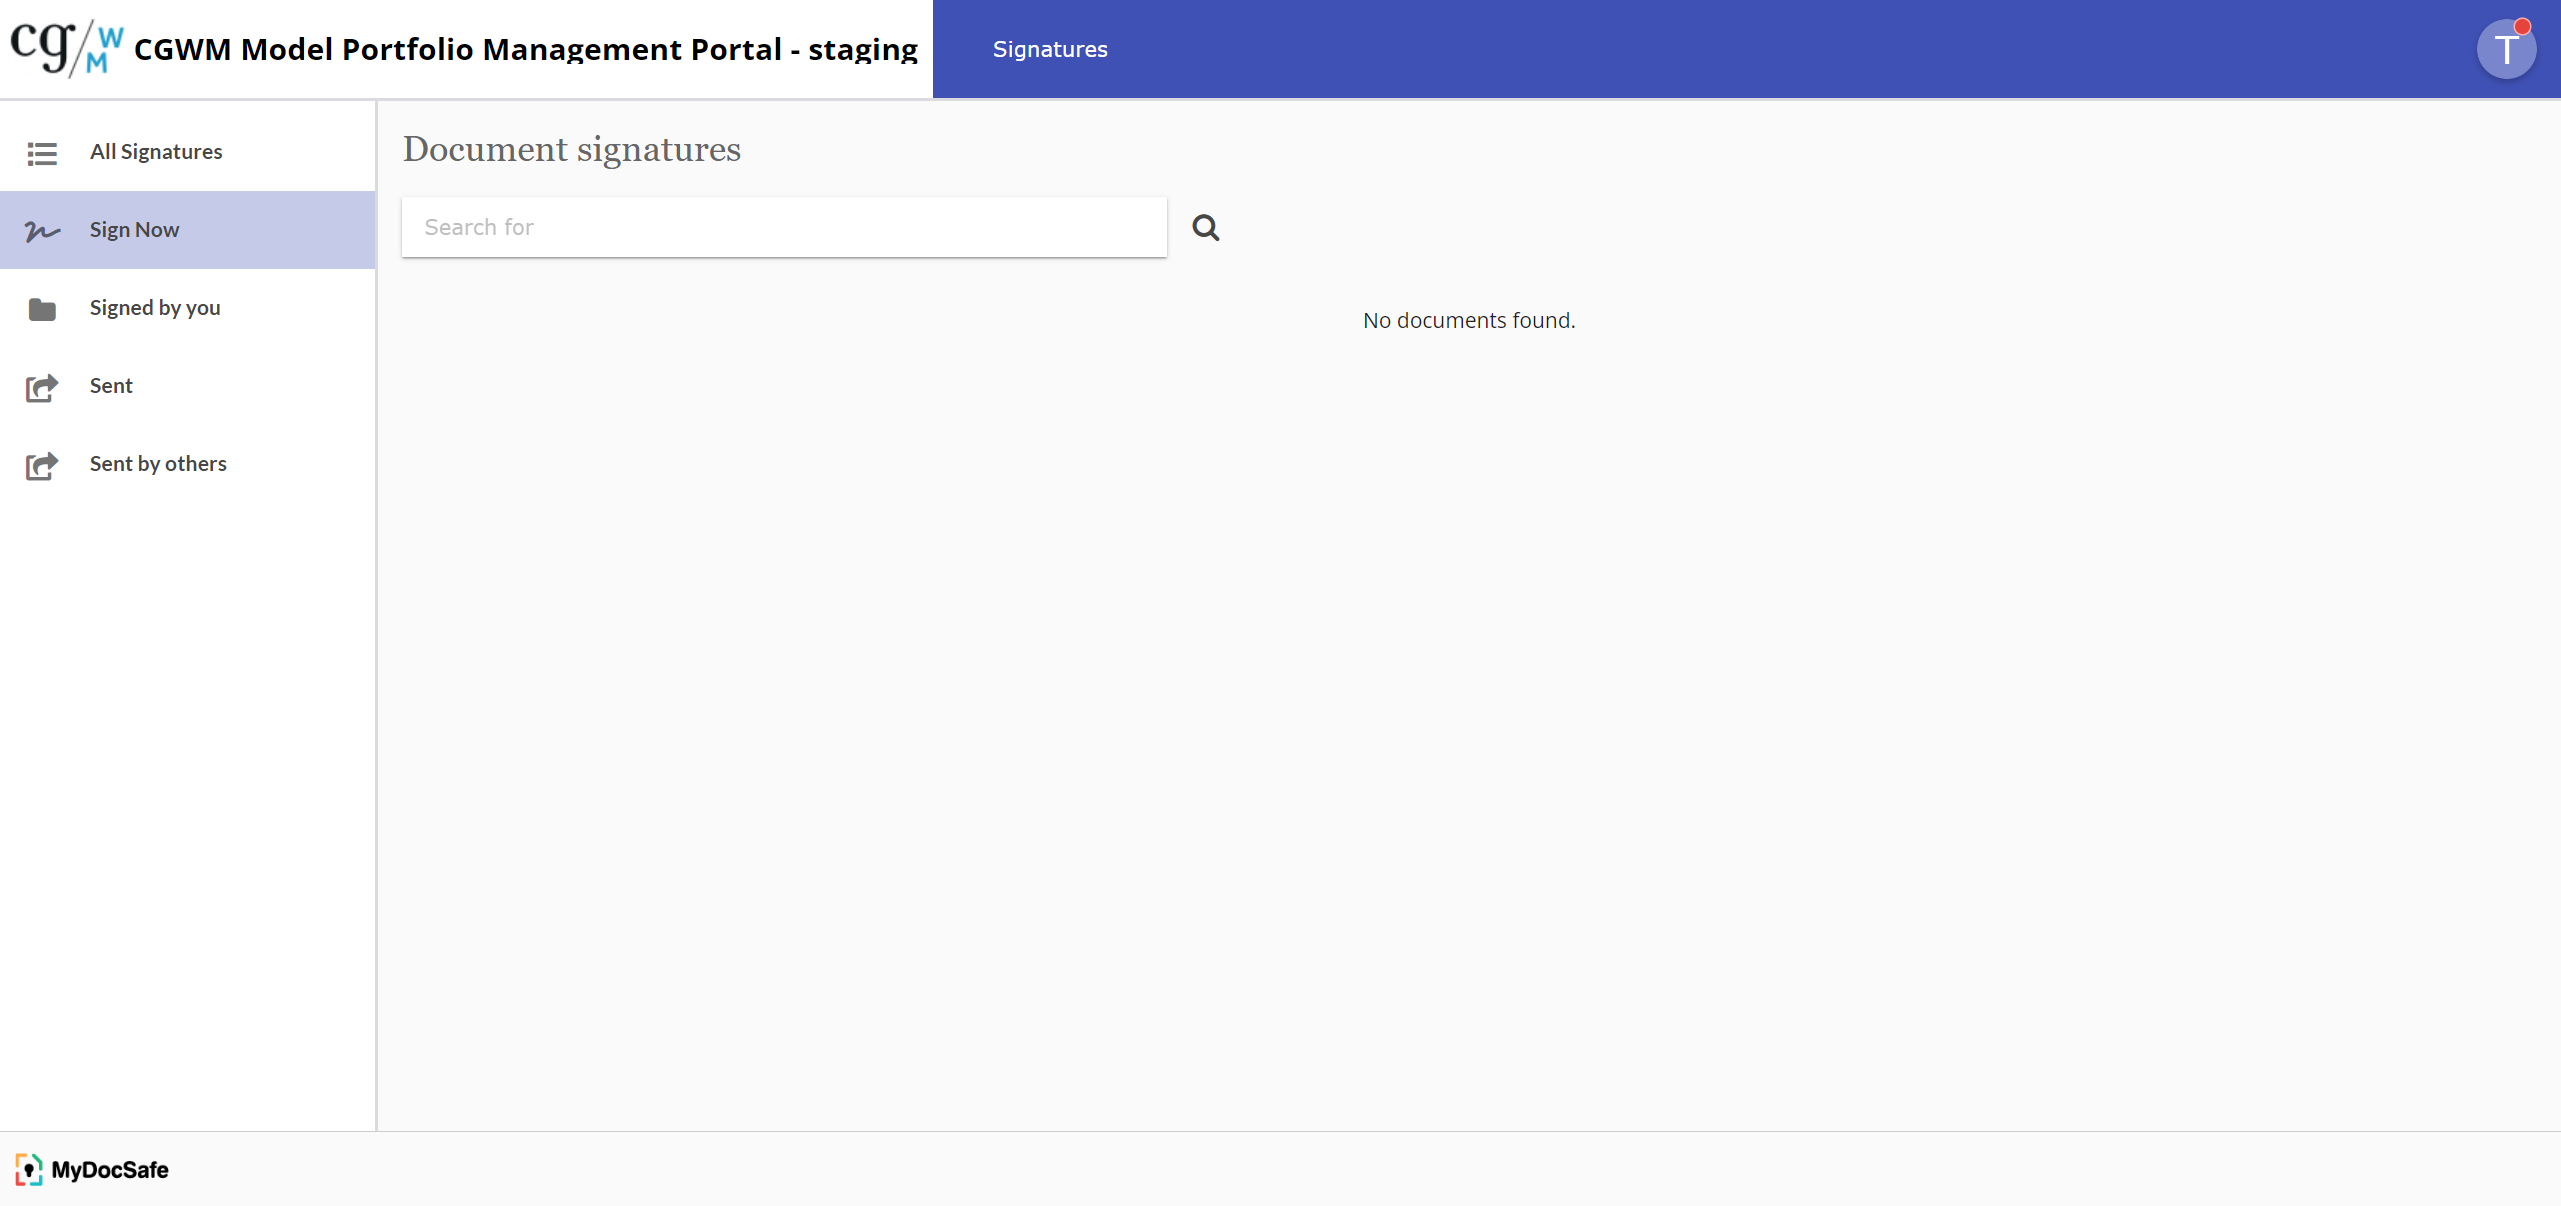 cg/WM CGWM Model Portfolio Management Portal - staging
Signatures
T
All Signatures
Sign Now
Signed by you
Sent
Sent by others
Document signatures
Search for
No documents found.
MyDocSafe